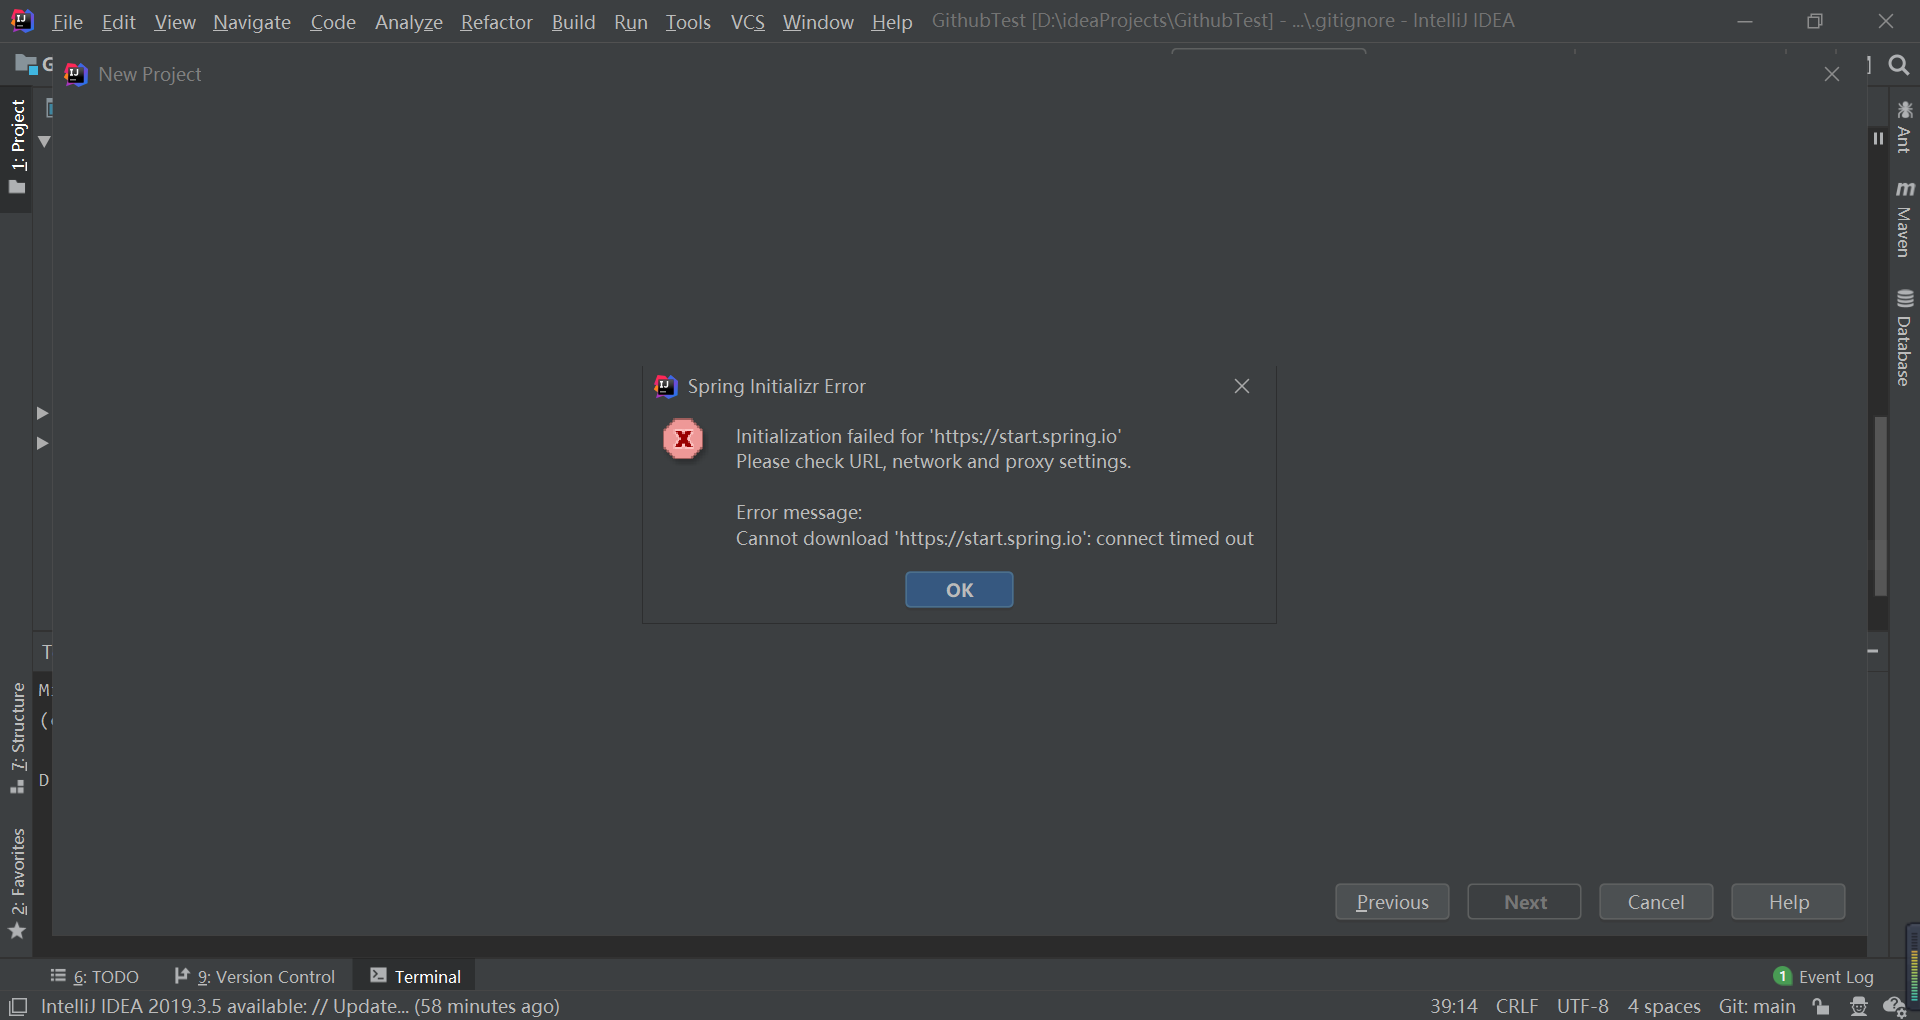 File Edit View Navigate Code Analyze Refactor Build Run Tools VCS Window Help GithubTest [D:\ideaProjects\GithubTest] - ...\.gitignore - IntelliJ IDEA
G
New Project
1: Project
Ant
Maven
Database
Spring Initializr Error
Initialization failed for 'https://start.spring.io'
Please check URL, network and proxy settings.
Error message:
Cannot download 'https://start.spring.io': connect timed out
OK
T
M
(
D
7: Structure
2: Favorites
Previous Next Cancel Help
6: TODO 9: Version Control Terminal 1 Event Log
IntelliJ IDEA 2019.3.5 available: // Update... (58 minutes ago) 39:14 CRLF UTF-8 4 spaces Git: main